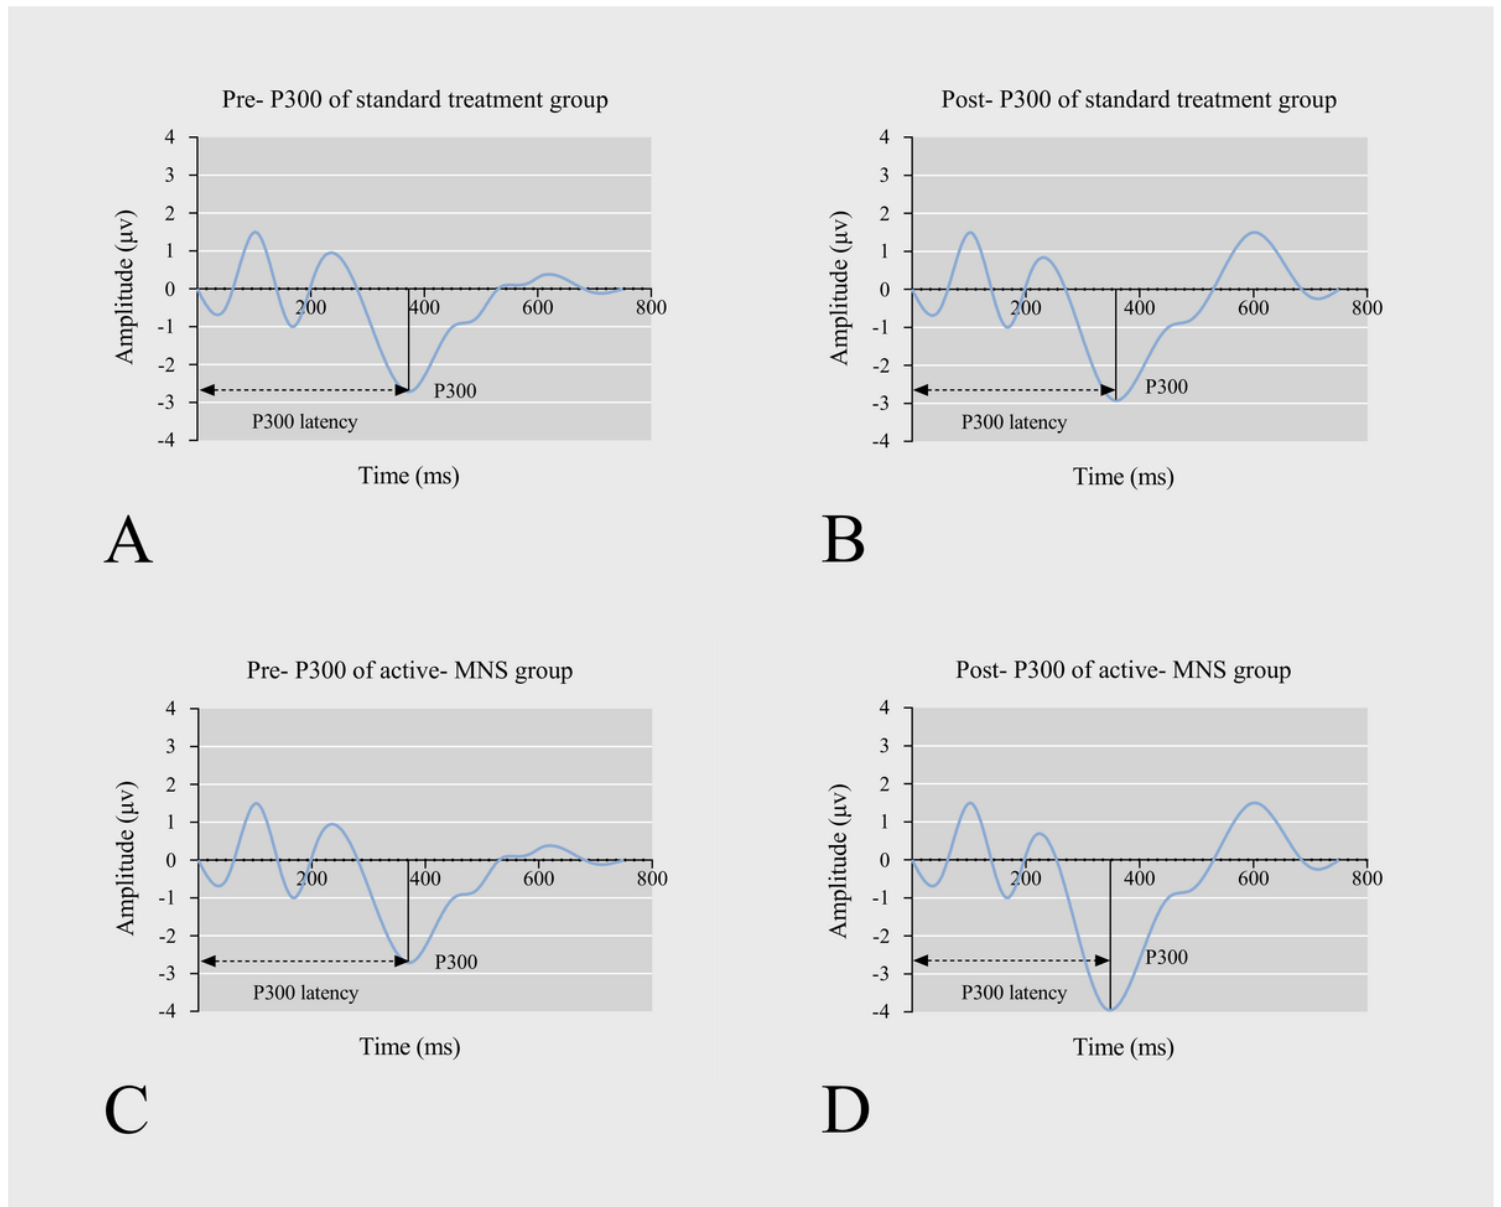 Pre- P300 of standard treatment group
4
3
2
1
0
-1
-2
-3
-4
200
400
600
800
Amplitude (μv)
P300
P300 latency
Time (ms)
A
Post- P300 of standard treatment group
4
3
2
1
0
-1
-2
-3
-4
200
400
600
800
Amplitude (μv)
P300
P300 latency
Time (ms)
B
Pre- P300 of active- MNS group
4
3
2
1
0
-1
-2
-3
-4
200
400
600
800
Amplitude (μv)
P300
P300 latency
Time (ms)
C
Post- P300 of active- MNS group
4
3
2
1
0
-1
-2
-3
-4
200
400
600
800
Amplitude (μv)
P300
P300 latency
Time (ms)
D